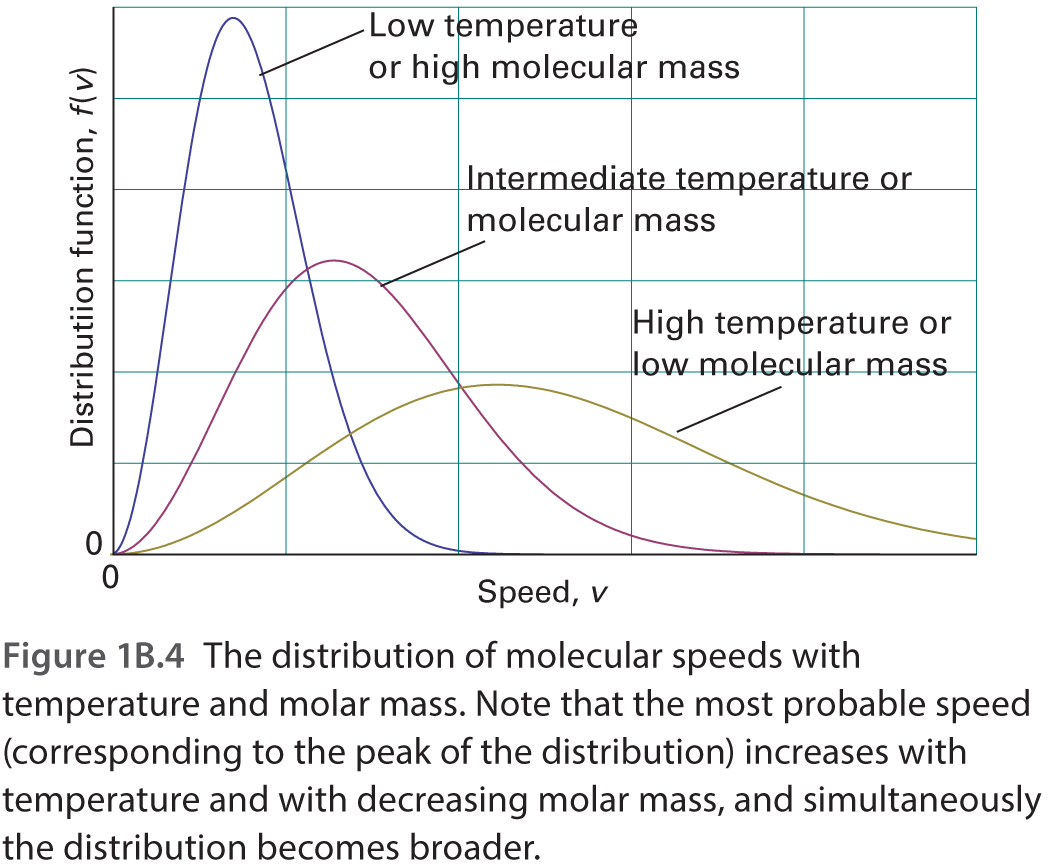 Low temperature
or high molecular mass
Intermediate temperature or
molecular mass
High temperature or
low molecular mass
Distributiion function, f(v)
0
0
Speed, v
Figure 1B.4 The distribution of molecular speeds with
temperature and molar mass. Note that the most probable speed
(corresponding to the peak of the distribution) increases with
temperature and with decreasing molar mass, and simultaneously
the distribution becomes broader.